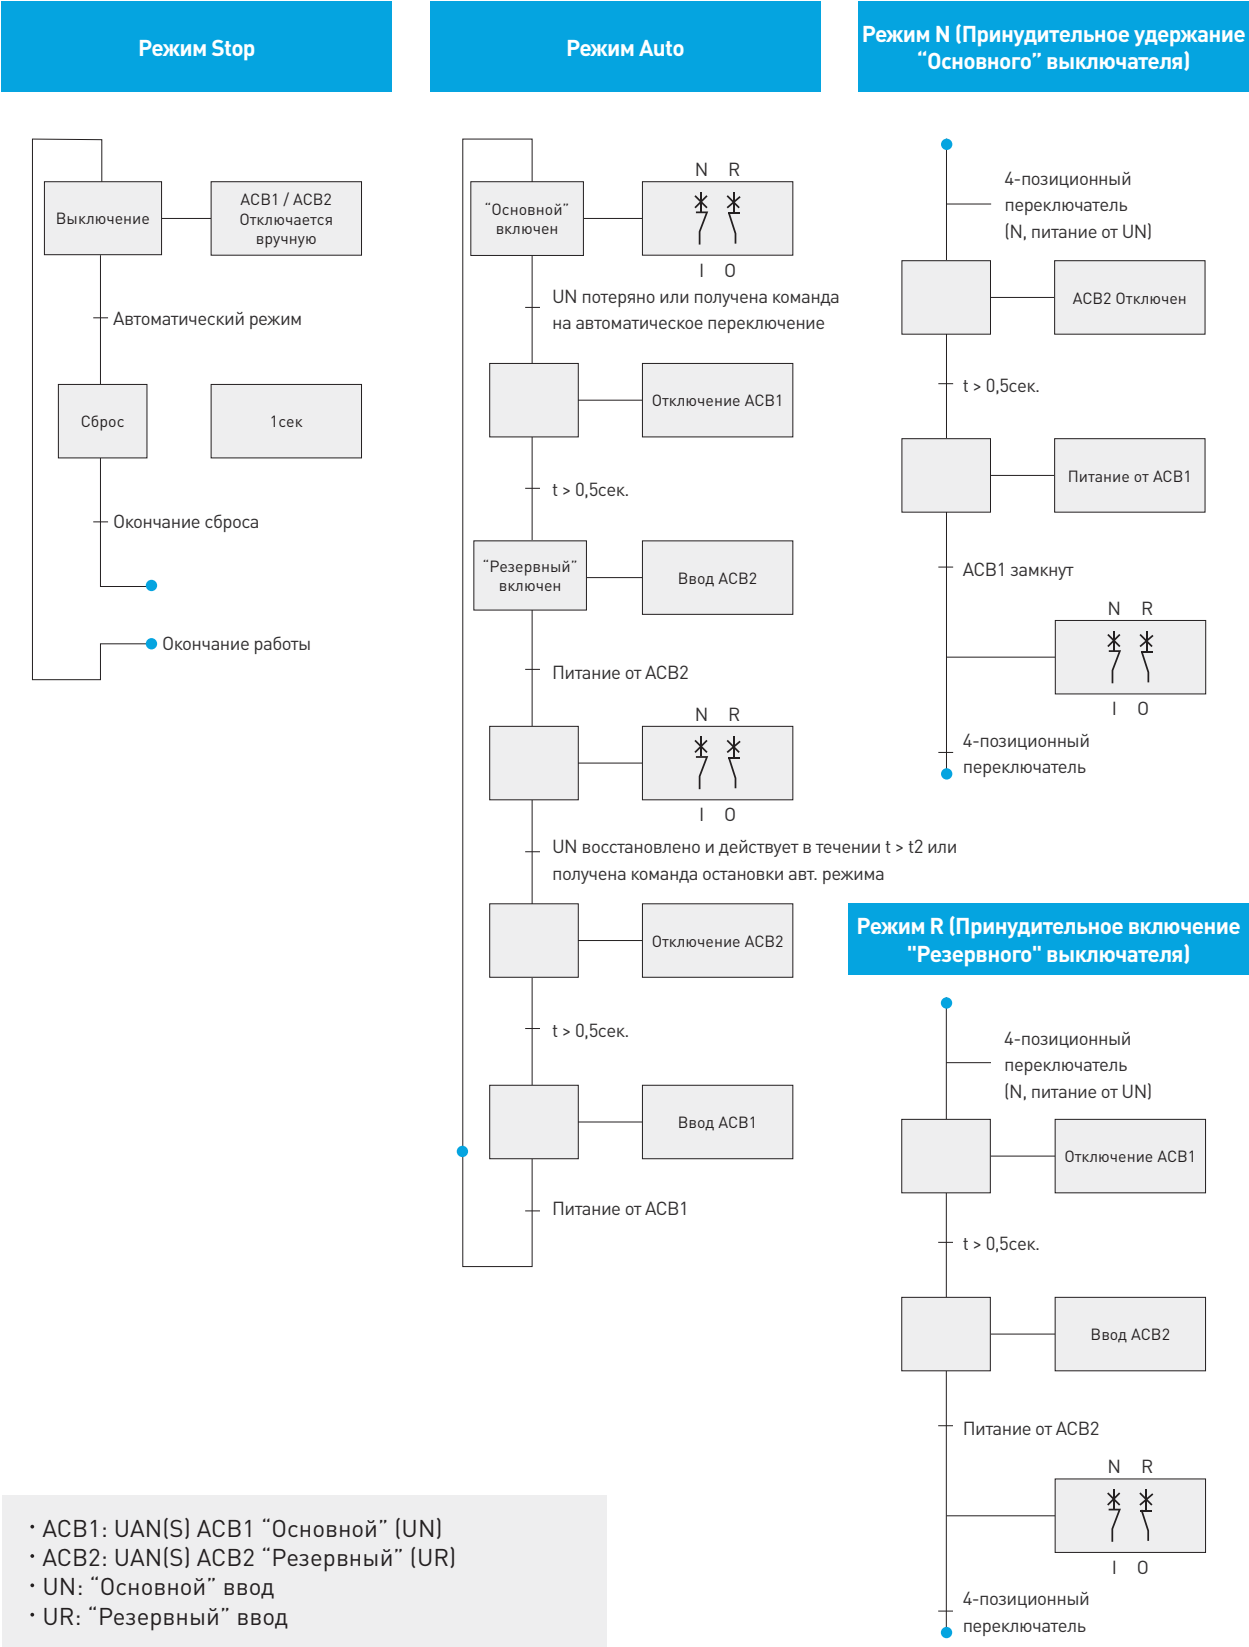 Режим Stop
Выключение
ACB1 / ACB2
Отключается
вручную
Автоматический режим
Сброс
1сек
Окончание сброса
Окончание работы
Режим Auto
“Основной”
включен
N R
I O
UN потеряно или получена команда
на автоматическое переключение
Отключение ACB1
t > 0,5сек.
“Резервный”
включен
Ввод ACB2
Питание от ACB2
N R
I O
UN восстановлено и действует в течении t > t2 или
получена команда остановки авт. режима
Отключение ACB2
t > 0,5сек.
Ввод ACB1
Питание от ACB1
Режим N (Принудительное удержание
“Основного” выключателя)
4-позиционный
переключатель
(N, питание от UN)
ACB2 Отключен
t > 0,5сек.
Питание от ACB1
ACB1 замкнут
N R
I O
4-позиционный
переключатель
Режим R (Принудительное включение
"Резервного" выключателя)
4-позиционный
переключатель
(N, питание от UN)
Отключение ACB1
t > 0,5сек.
Ввод ACB2
Питание от ACB2
N R
I O
4-позиционный
переключатель
· ACB1: UAN(S) ACB1 “Основной” (UN)
· ACB2: UAN(S) ACB2 “Резервный” (UR)
· UN: “Основной” ввод
· UR: “Резервный” ввод